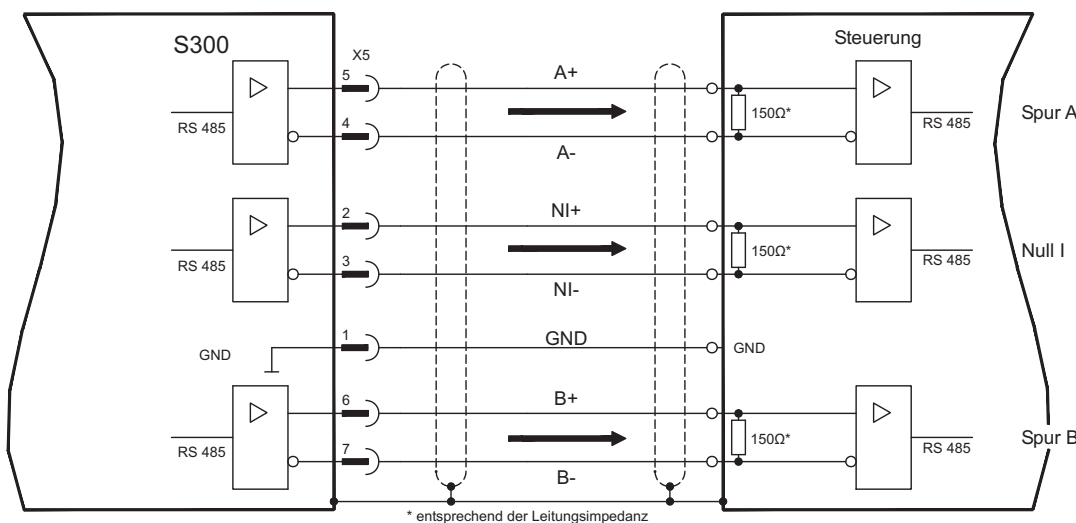 S300
Steuerung
X5
5
A+
RS 485
4
A-
150Ω*
RS 485
Spur A
2
NI+
RS 485
3
NI-
150Ω*
RS 485
Null I
1
GND
GND
GND
6
B+
RS 485
7
B-
150Ω*
RS 485
Spur B
* entsprechend der Leitungsimpedanz